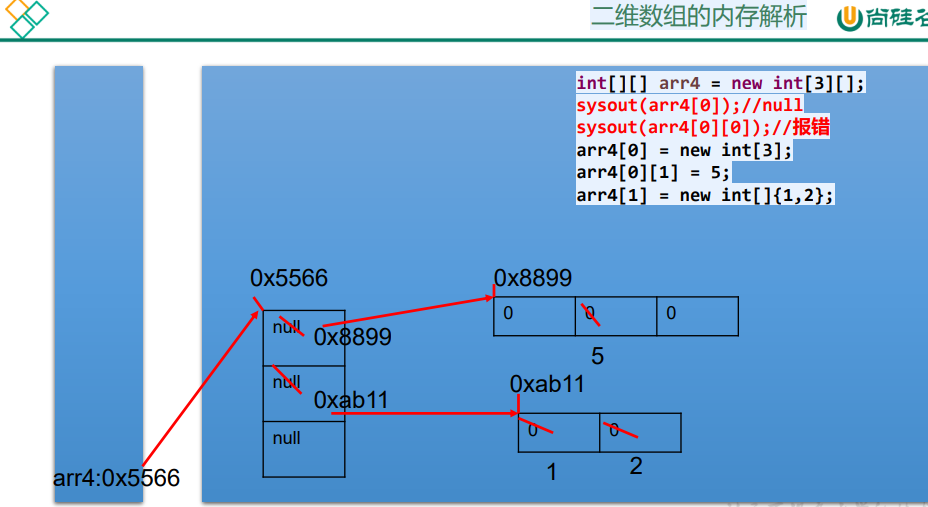 二维数组的内存解析
尚硅谷
int[][] arr4 = new int[3][];
sysout(arr4[0]);//null
sysout(arr4[0][0]);//报错
arr4[0] = new int[3];
arr4[0][1] = 5;
arr4[1] = new int[]{1,2};
0x5566
0x8899
null
0x8899
0
0
0
5
null
0xab11
0xab11
null
0
0
1
2
arr4:0x5566